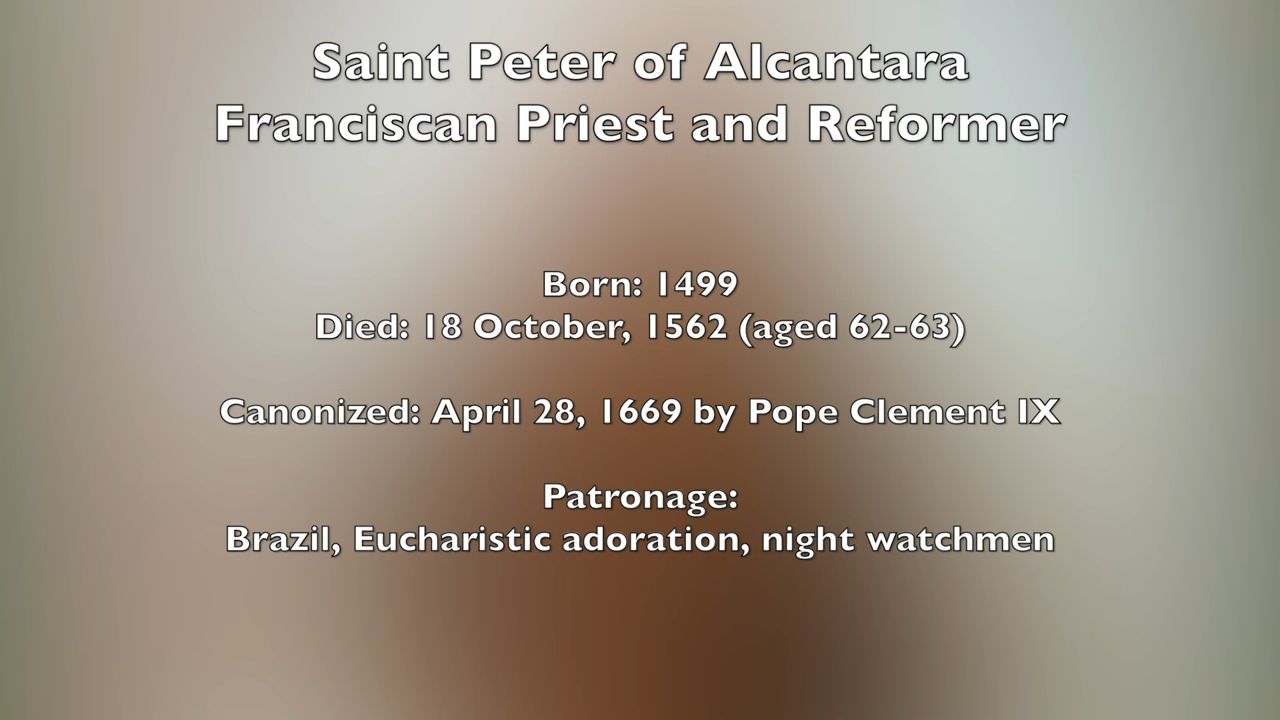 Saint Peter of Alcantara
Franciscan Priest and Reformer
Born: 1499
Died: 18 October, 1562 (aged 62-63)
Canonized: April 28, 1669 by Pope Clement IX
Patronage:
Brazil, Eucharistic adoration, night watchmen